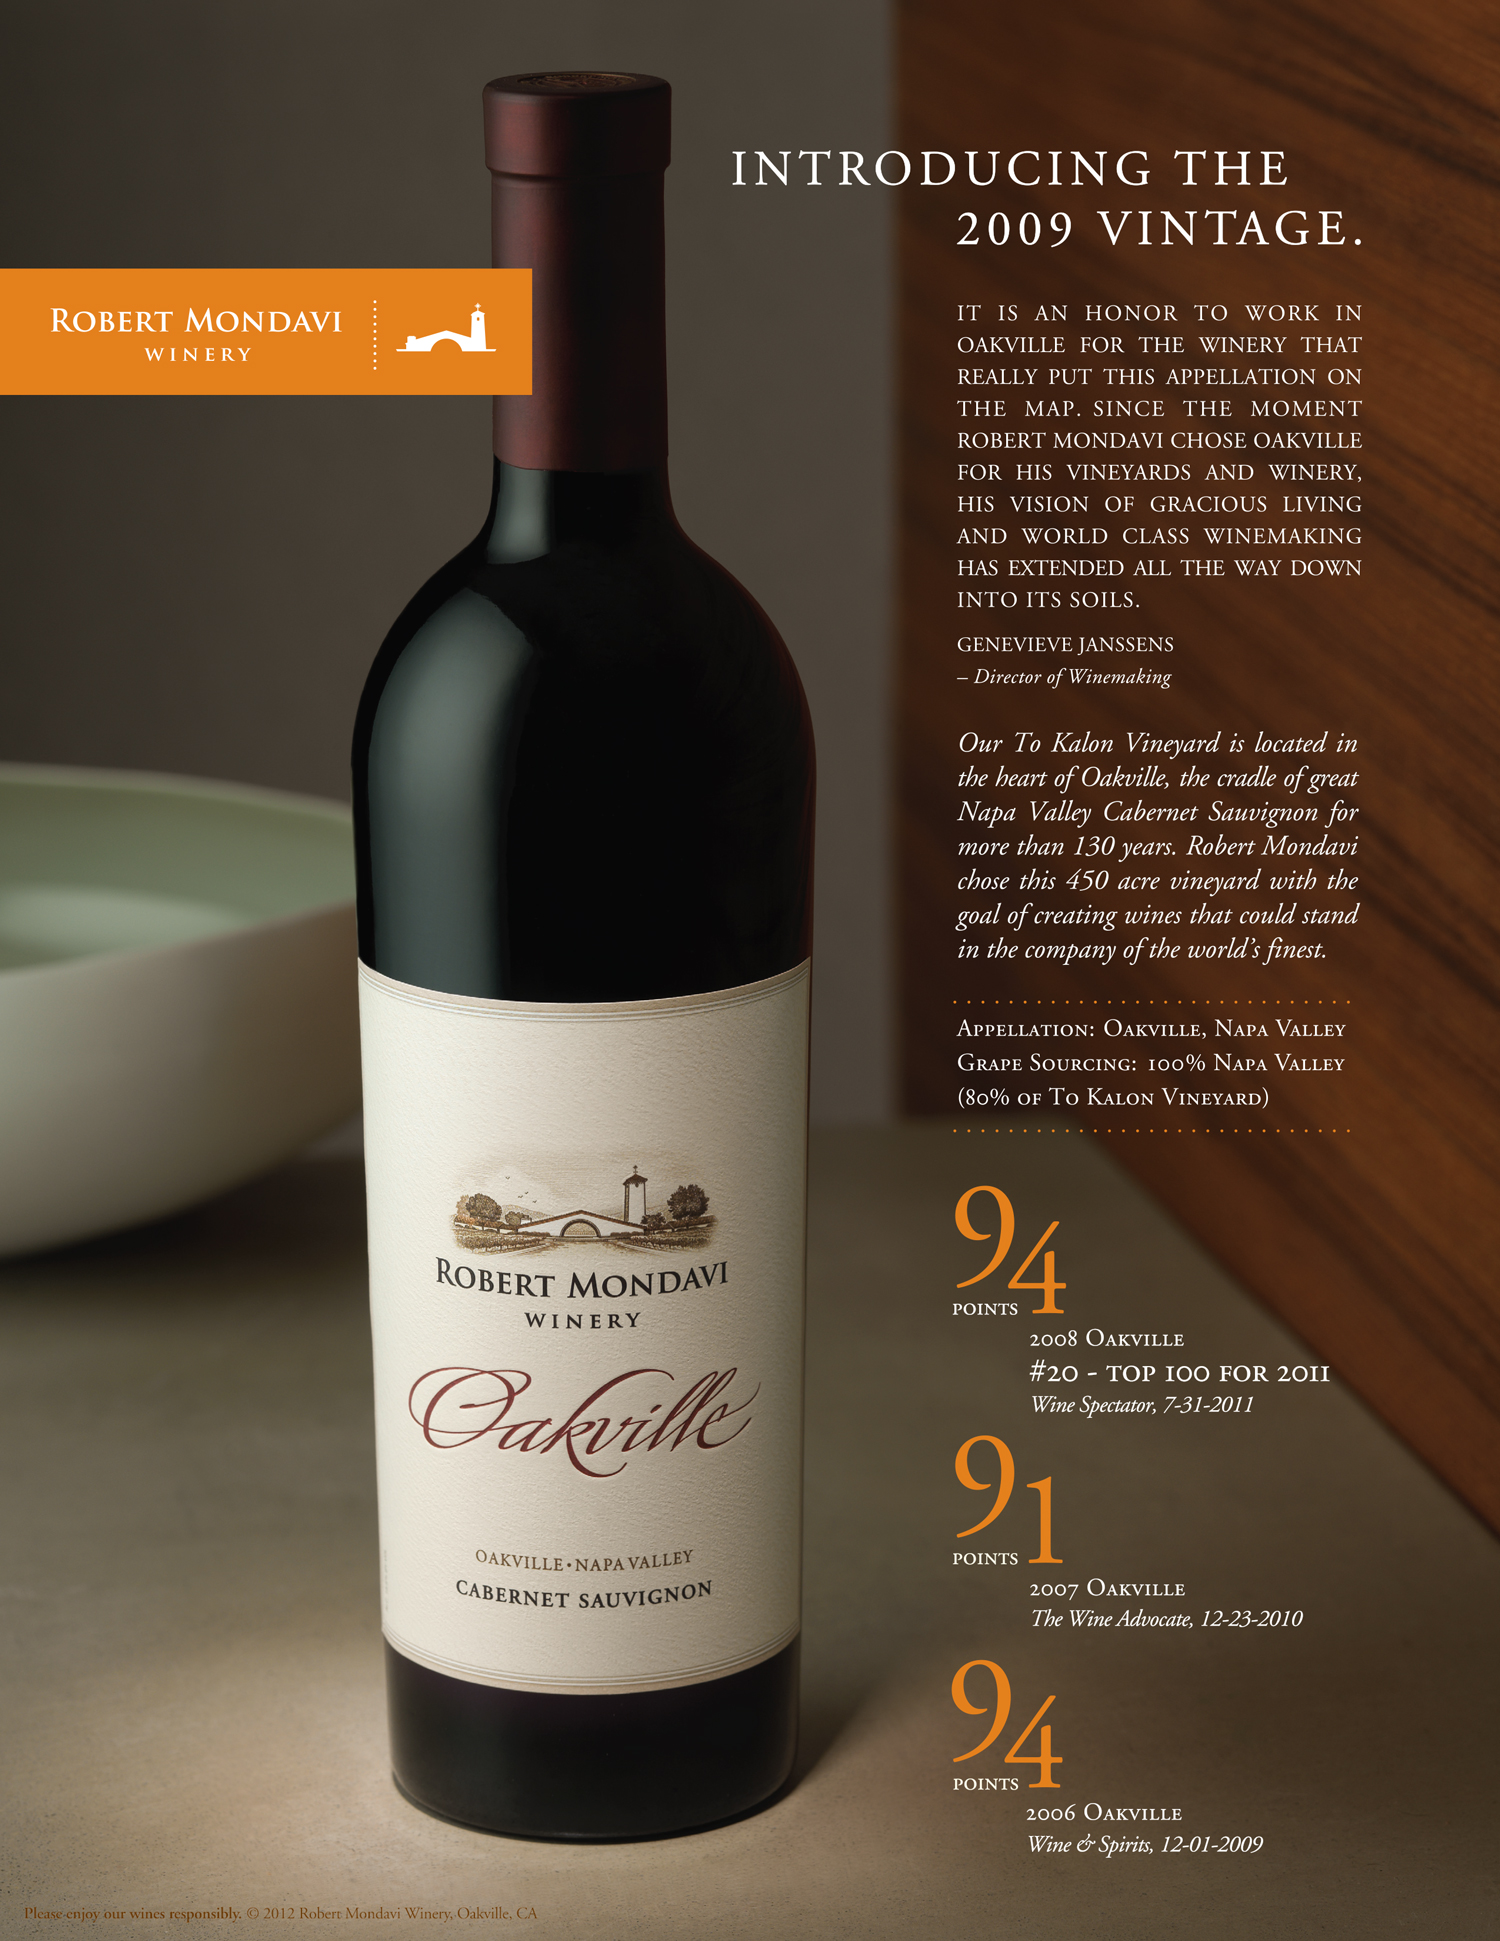 INTRODUCING THE
2009 VINTAGE.
ROBERT MONDAVI
WINERY
IT IS AN HONOR TO WORK IN
OAKVILLE FOR THE WINERY THAT
REALLY PUT THIS APPELLATION ON
THE MAP. SINCE THE MOMENT
ROBERT MONDAVI CHOSE OAKVILLE
FOR HIS VINEYARDS AND WINERY,
HIS VISION OF GRACIOUS LIVING
AND WORLD CLASS WINEMAKING
HAS EXTENDED ALL THE WAY DOWN
INTO ITS SOILS.
GENEVIEVE JANSSENS
– Director of Winemaking
Our To Kalon Vineyard is located in
the heart of Oakville, the cradle of great
Napa Valley Cabernet Sauvignon for
more than 130 years. Robert Mondavi
chose this 450 acre vineyard with the
goal of creating wines that could stand
in the company of the world's finest.
APPELLATION: OAKVILLE, NAPA VALLEY
GRAPE SOURCING: 100% NAPA VALLEY
(80% OF TO KALON VINEYARD)
94
POINTS
2008 OAKVILLE
#20 - TOP 100 FOR 2011
Wine Spectator, 7-31-2011
91
POINTS
2007 OAKVILLE
The Wine Advocate, 12-23-2010
94
POINTS
2006 OAKVILLE
Wine & Spirits, 12-01-2009
ROBERT MONDAVI
WINERY
Oakville
OAKVILLE • NAPA VALLEY
CABERNET SAUVIGNON
Please enjoy our wines responsibly. © 2012 Robert Mondavi Winery, Oakville, CA